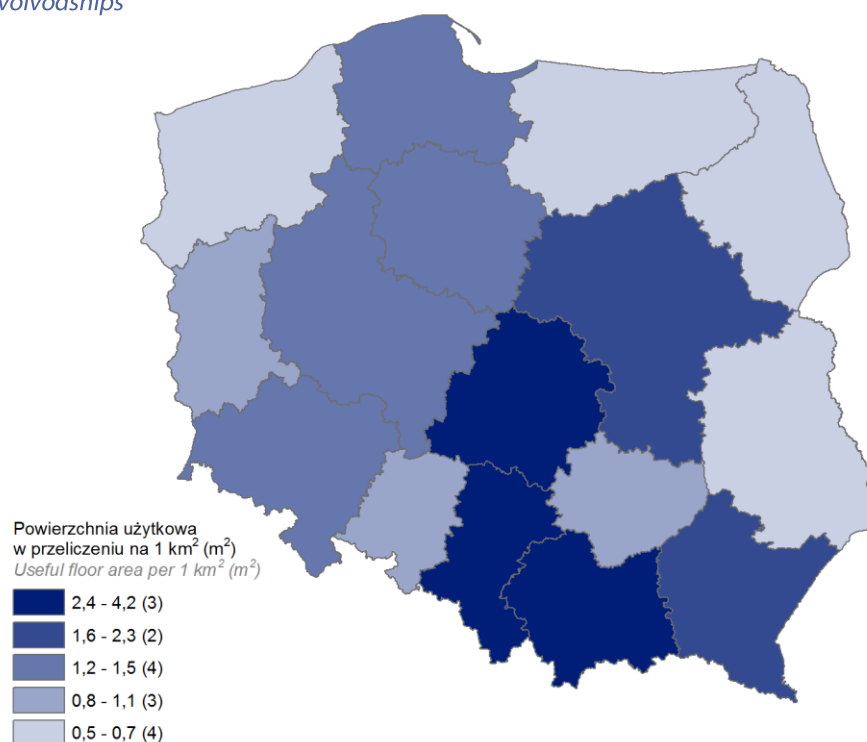 voivodships
Powierzchnia użytkowa
w przeliczeniu na 1 km² (m²)
Useful floor area per 1 km² (m²)
2,4 - 4,2 (3)
1,6 - 2,3 (2)
1,2 - 1,5 (4)
0,8 - 1,1 (3)
0,5 - 0,7 (4)